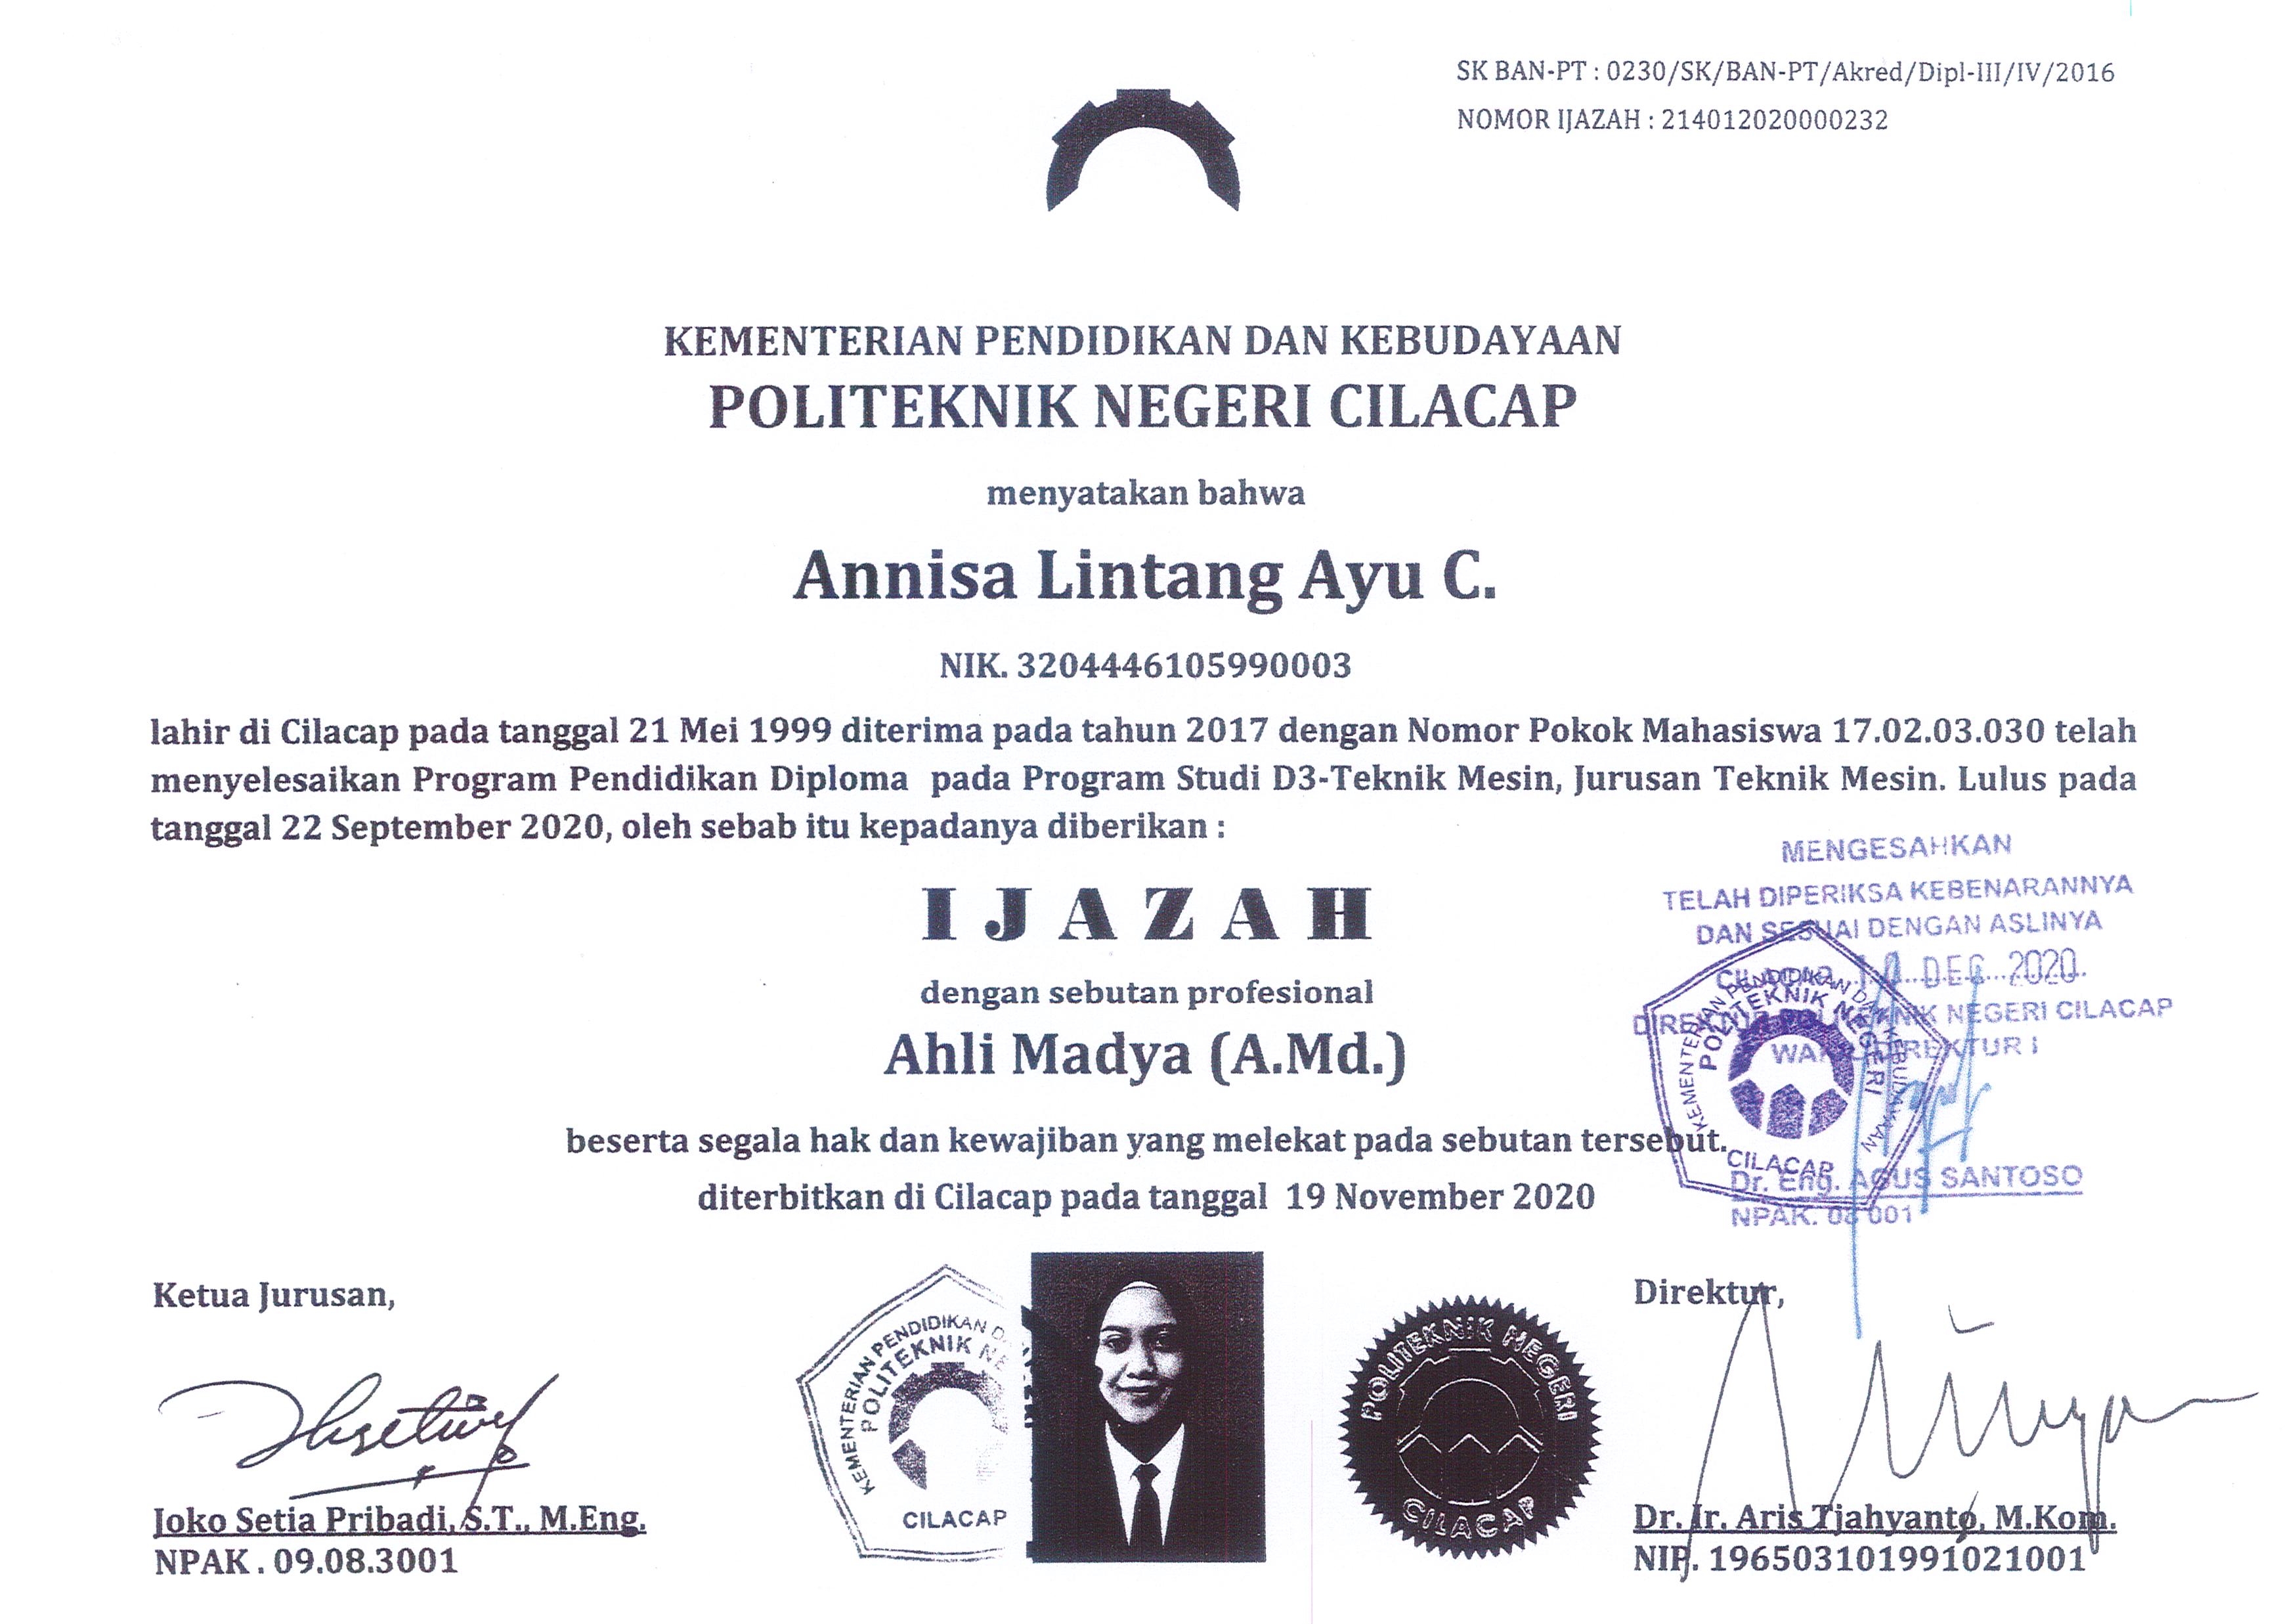 SK BAN-PT : 0230/SK/BAN-PT/Akred/Dipl-III/IV/2016
NOMOR IJAZAH : 214012020000232
KEMENTERIAN PENDIDIKAN DAN KEBUDAYAAN
POLITEKNIK NEGERI CILACAP
menyatakan bahwa
Annisa Lintang Ayu C.
NIK. 3204446105990003
lahir di Cilacap pada tanggal 21 Mei 1999 diterima pada tahun 2017 dengan Nomor Pokok Mahasiswa 17.02.03.030 telah
menyelesaikan Program Pendidikan Diploma pada Program Studi D3-Teknik Mesin, Jurusan Teknik Mesin. Lulus pada
tanggal 22 September 2020, oleh sebab itu kepadanya diberikan :
IJAZAH
dengan sebutan profesional
Ahli Madya (A.Md.)
beserta segala hak dan kewajiban yang melekat pada sebutan tersebut.
diterbitkan di Cilacap pada tanggal 19 November 2020
MENGESAHKAN
TELAH DIPERIKSA KEBENARANNYA
DAN SESUAI DENGAN ASLINYA
CILACAP, DEC 2020
DIREKTUR POLITEKNIK NEGERI CILACAP
WAKIL DIREKTUR I
KEMENTERIAN PENDIDIKAN DAN KEBUDAYAAN
POLITEKNIK NEGERI
CILACAP
Dr. Eng. AGUS SANTOSO
NPAK. 08 001
Ketua Jurusan,
Joko Setia Pribadi, S.T., M.Eng.
NPAK . 09.08.3001
KEMENTERIAN PENDIDIKAN D
POLITEKNIK NE
CILACAP
POLITEKNIK NEGERI
CILACAP
Direktur,
Dr. Ir. Aris Tjahyanto, M.Kom.
NIP. 196503101991021001